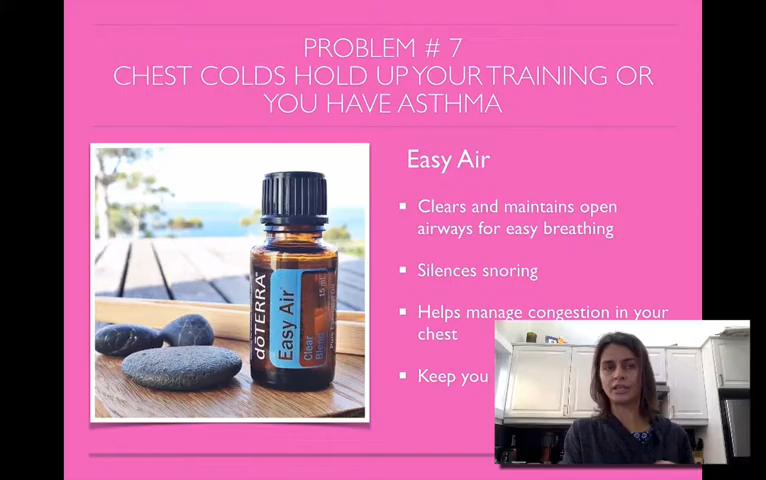 PROBLEM # 7
CHEST COLDS HOLD UP YOUR TRAINING OR
YOU HAVE ASTHMA
Easy Air
Clears and maintains open
airways for easy breathing
Silences snoring
Helps manage congestion in your
chest
Keep you
dōTERRA
Easy Air
Clear
Blend
15 mL